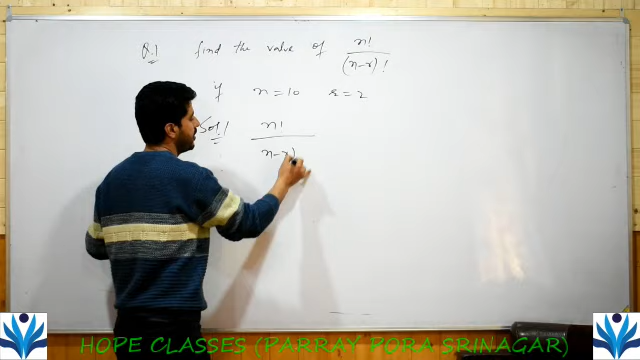 Q.1 find the value of n!/(n-r)!
if n=10 r=2
Sol! n!/n-r)
HOPE CLASSES (PARRAY PORA SRINAGAR)